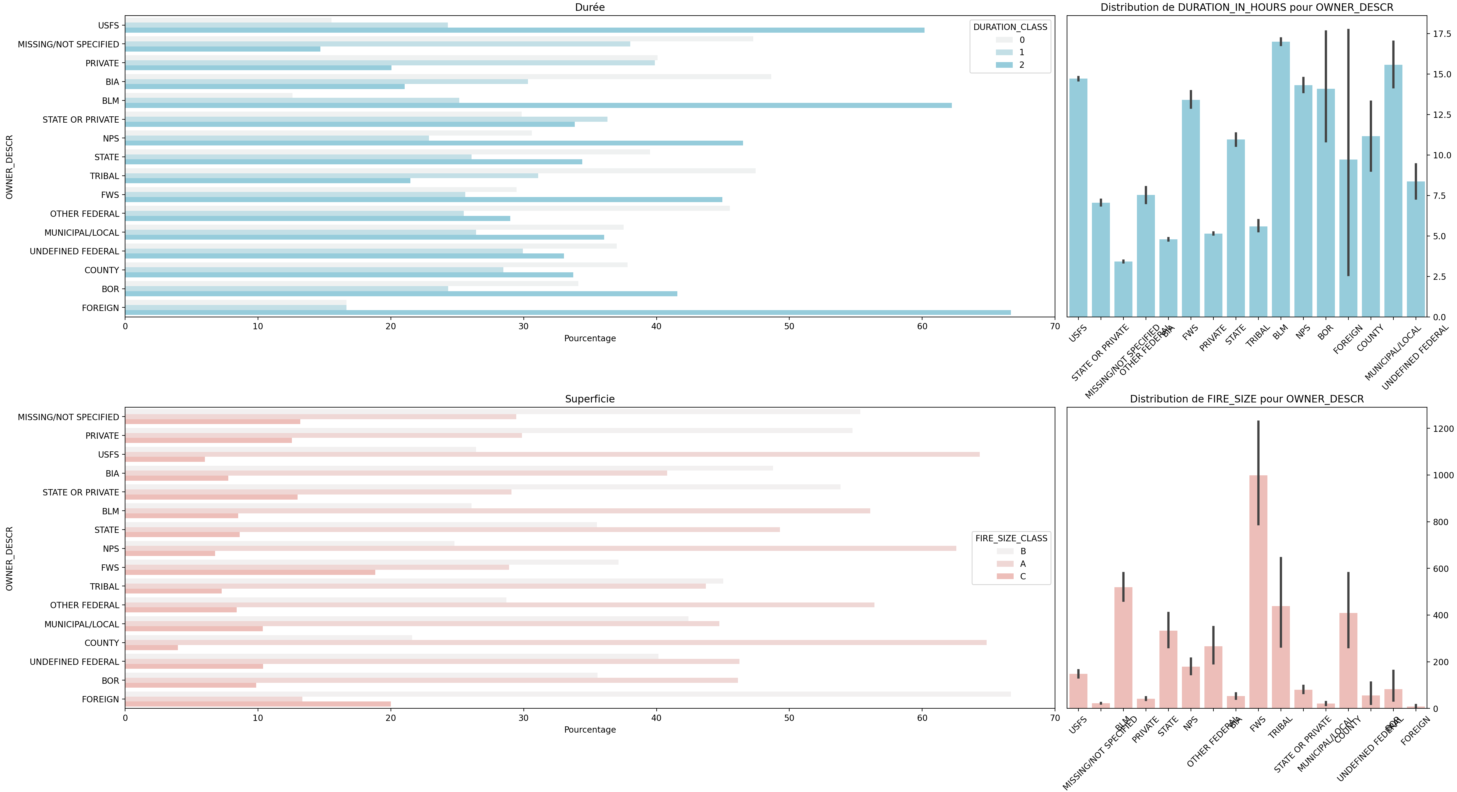 Durée
OWNER_DESCR
USFS
MISSING/NOT SPECIFIED
PRIVATE
BIA
BLM
STATE OR PRIVATE
NPS
STATE
TRIBAL
FWS
OTHER FEDERAL
MUNICIPAL/LOCAL
UNDEFINED FEDERAL
COUNTY
BOR
FOREIGN
0 10 20 30 40 50 60 70
Pourcentage
DURATION_CLASS
0
1
2
Distribution de DURATION_IN_HOURS pour OWNER_DESCR
17.5
15.0
12.5
10.0
7.5
5.0
2.5
0.0
USFS
STATE OR PRIVATE
MISSING/NOT SPECIFIED
OTHER FEDERAL
BIA
FWS
PRIVATE
STATE
TRIBAL
BLM
NPS
BOR
FOREIGN
COUNTY
MUNICIPAL/LOCAL
UNDEFINED FEDERAL
Superficie
OWNER_DESCR
MISSING/NOT SPECIFIED
PRIVATE
USFS
BIA
STATE OR PRIVATE
BLM
STATE
NPS
FWS
TRIBAL
OTHER FEDERAL
MUNICIPAL/LOCAL
COUNTY
UNDEFINED FEDERAL
BOR
FOREIGN
0 10 20 30 40 50 60 70
Pourcentage
FIRE_SIZE_CLASS
B
A
C
Distribution de FIRE_SIZE pour OWNER_DESCR
1200
1000
800
600
400
200
0
USFS
MISSING/NOT SPECIFIED
BLM
PRIVATE
STATE
NPS
OTHER FEDERAL
BIA
FWS
TRIBAL
STATE OR PRIVATE
MUNICIPAL/LOCAL
COUNTY
UNDEFINED FEDERAL
BOR
FOREIGN